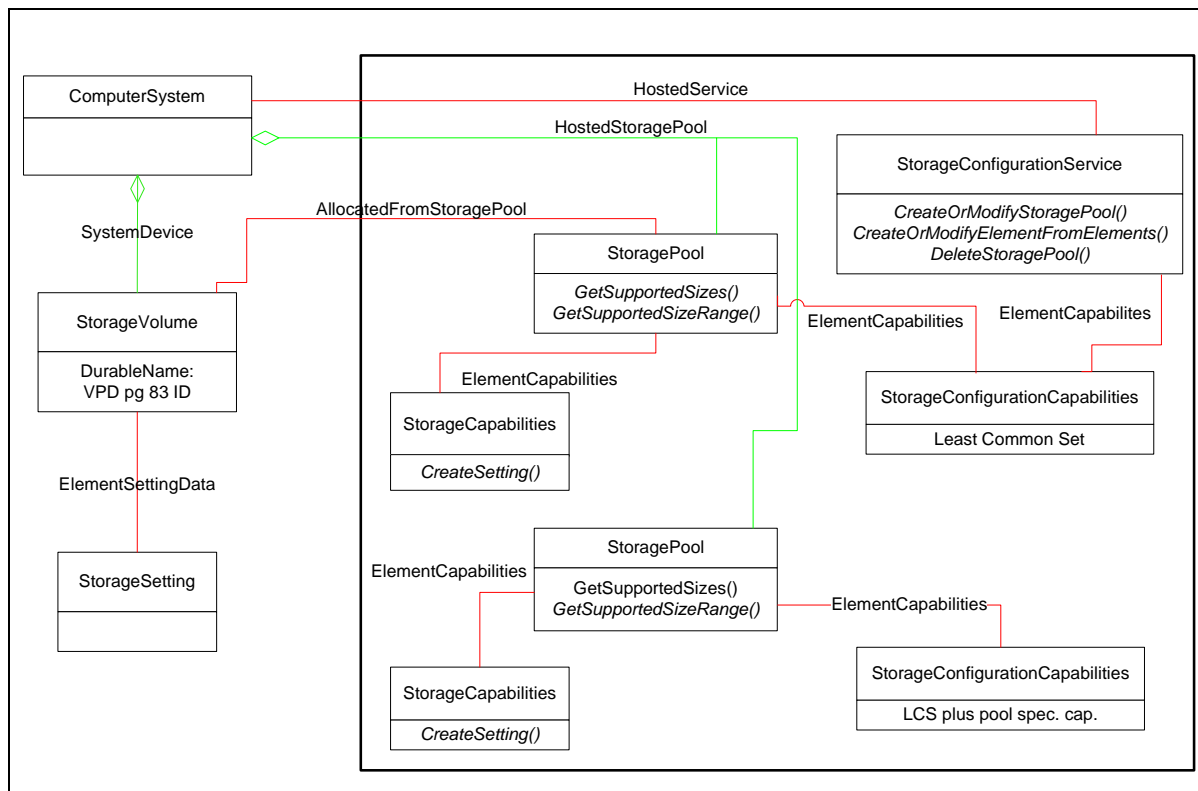 ComputerSystem
HostedService
HostedStoragePool
StorageConfigurationService
CreateOrModifyStoragePool()
CreateOrModifyElementFromElements()
DeleteStoragePool()
AllocatedFromStoragePool
SystemDevice
StoragePool
GetSupportedSizes()
GetSupportedSizeRange()
StorageVolume
DurableName:
VPD pg 83 ID
ElementCapabilities
ElementCapabilites
ElementCapabilities
StorageCapabilities
CreateSetting()
StorageConfigurationCapabilities
Least Common Set
ElementSettingData
StorageSetting
StoragePool
GetSupportedSizes()
GetSupportedSizeRange()
ElementCapabilities
ElementCapabilities
StorageCapabilities
CreateSetting()
StorageConfigurationCapabilities
LCS plus pool spec. cap.